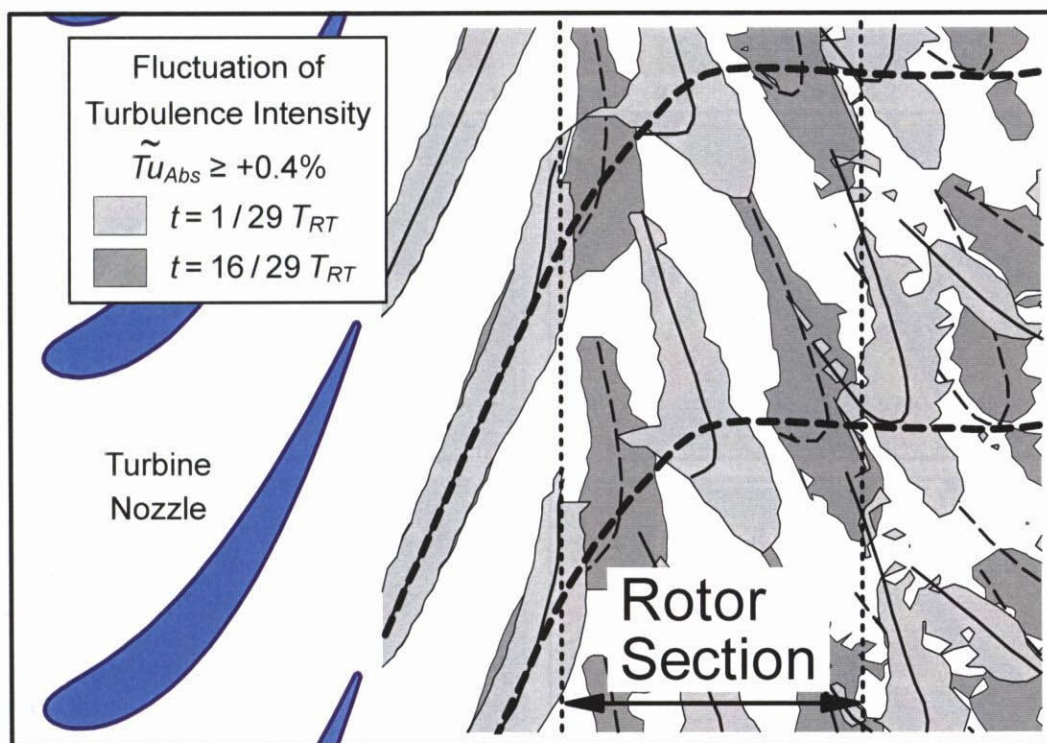 Fluctuation of
Turbulence Intensity
T̃u_Abs ≥ +0.4%
t = 1 / 29 T_RT
t = 16 / 29 T_RT
Turbine
Nozzle
Rotor
Section